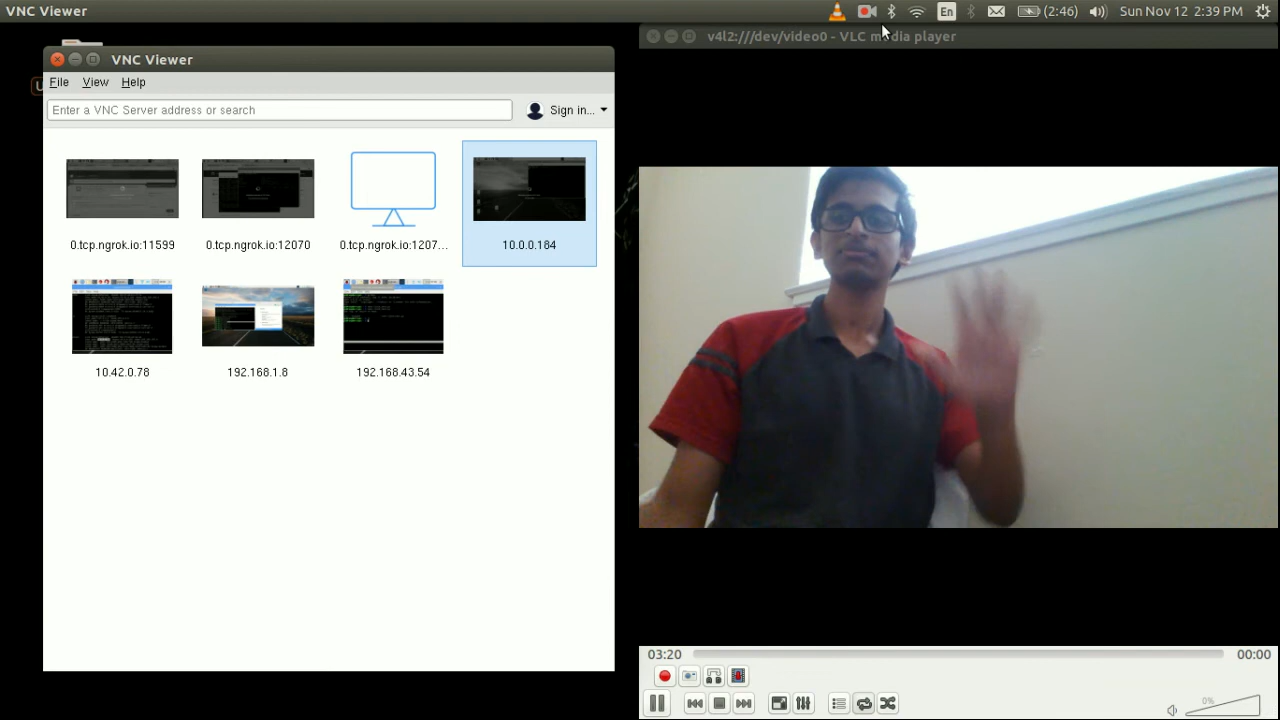 VNC Viewer
En
(2:46)
Sun Nov 12 2:39 PM
v4l2:///dev/video0 - VLC media player
VNC Viewer
File View Help
Enter a VNC Server address or search
Sign in...
0.tcp.ngrok.io:11599
0.tcp.ngrok.io:12070
0.tcp.ngrok.io:1207...
10.0.0.184
10.42.0.78
192.168.1.8
192.168.43.54
03:20
00:00
0%